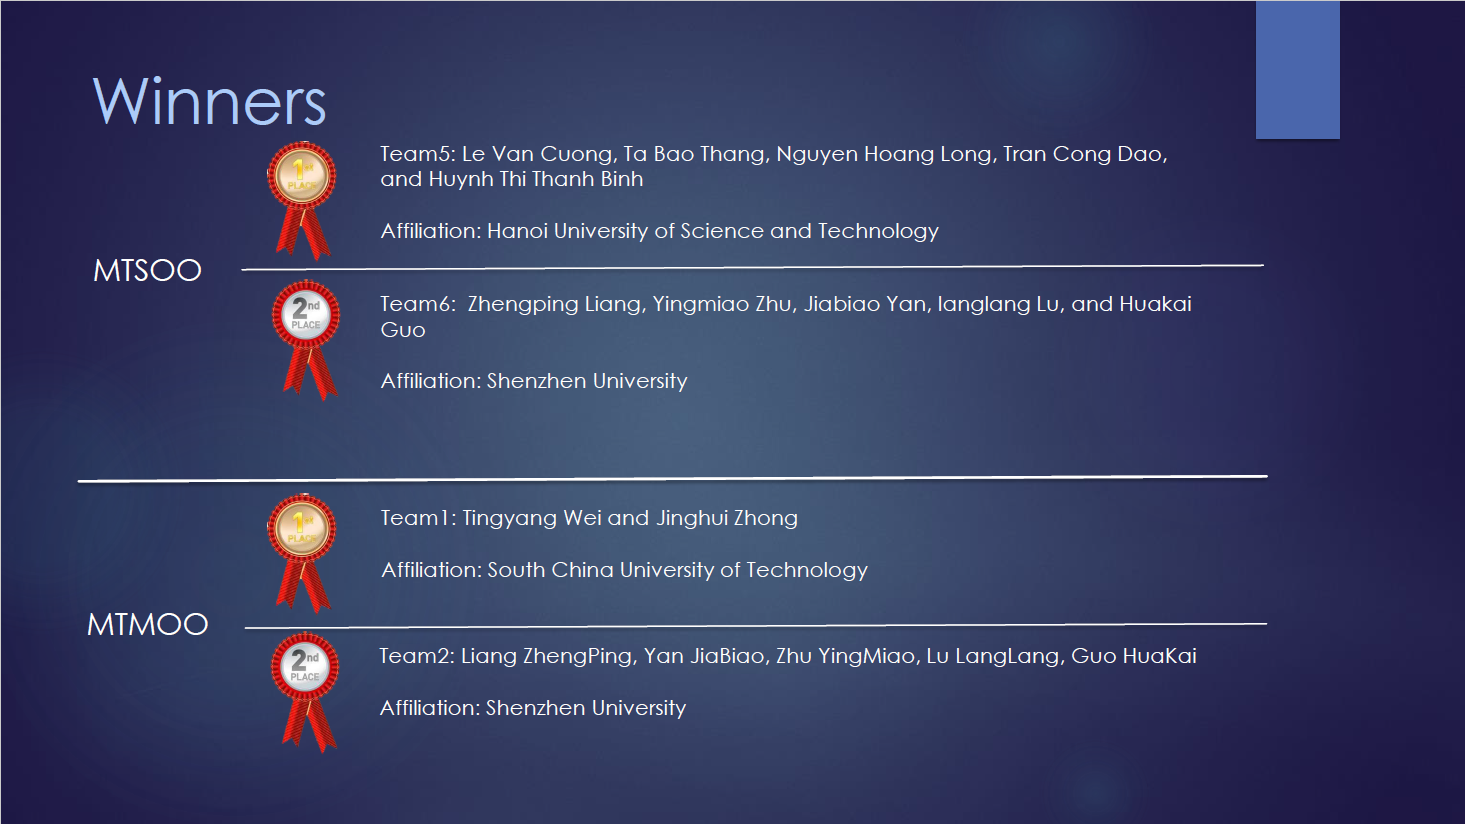 Winners
1st
PLACE
Team5: Le Van Cuong, Ta Bao Thang, Nguyen Hoang Long, Tran Cong Dao,
and Huynh Thi Thanh Binh
Affiliation: Hanoi University of Science and Technology
MTSOO
2nd
PLACE
Team6:  Zhengping Liang, Yingmiao Zhu, Jiabiao Yan, langlang Lu, and Huakai
Guo
Affiliation: Shenzhen University
1st
PLACE
Team1: Tingyang Wei and Jinghui Zhong
Affiliation: South China University of Technology
MTMOO
2nd
PLACE
Team2: Liang ZhengPing, Yan JiaBiao, Zhu YingMiao, Lu LangLang, Guo HuaKai
Affiliation: Shenzhen University